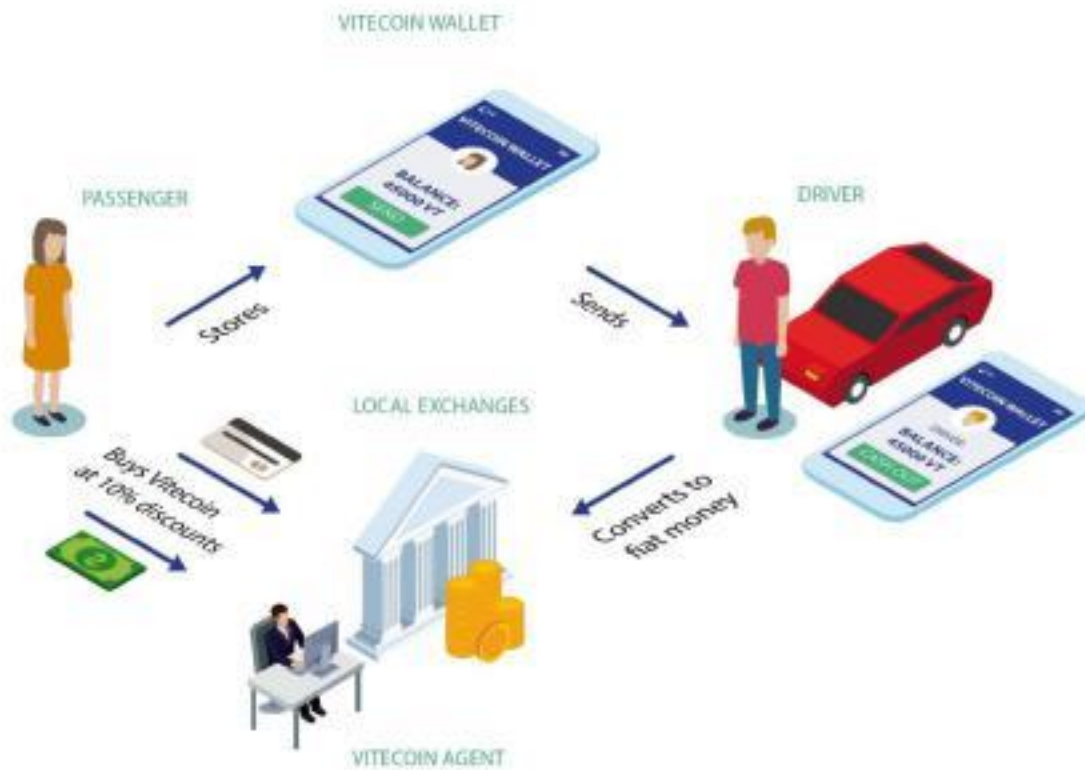 VITECOIN WALLET
VITECOIN WALLET
BALANCE:
45000 VT
SEND
PASSENGER
DRIVER
Stores
Sends
VITECOIN WALLET
DRIVER
BALANCE:
45000 VT
CASH OUT
LOCAL EXCHANGES
Buys Vitecoin
at 10% discounts
Converts to
fiat money
VITECOIN AGENT